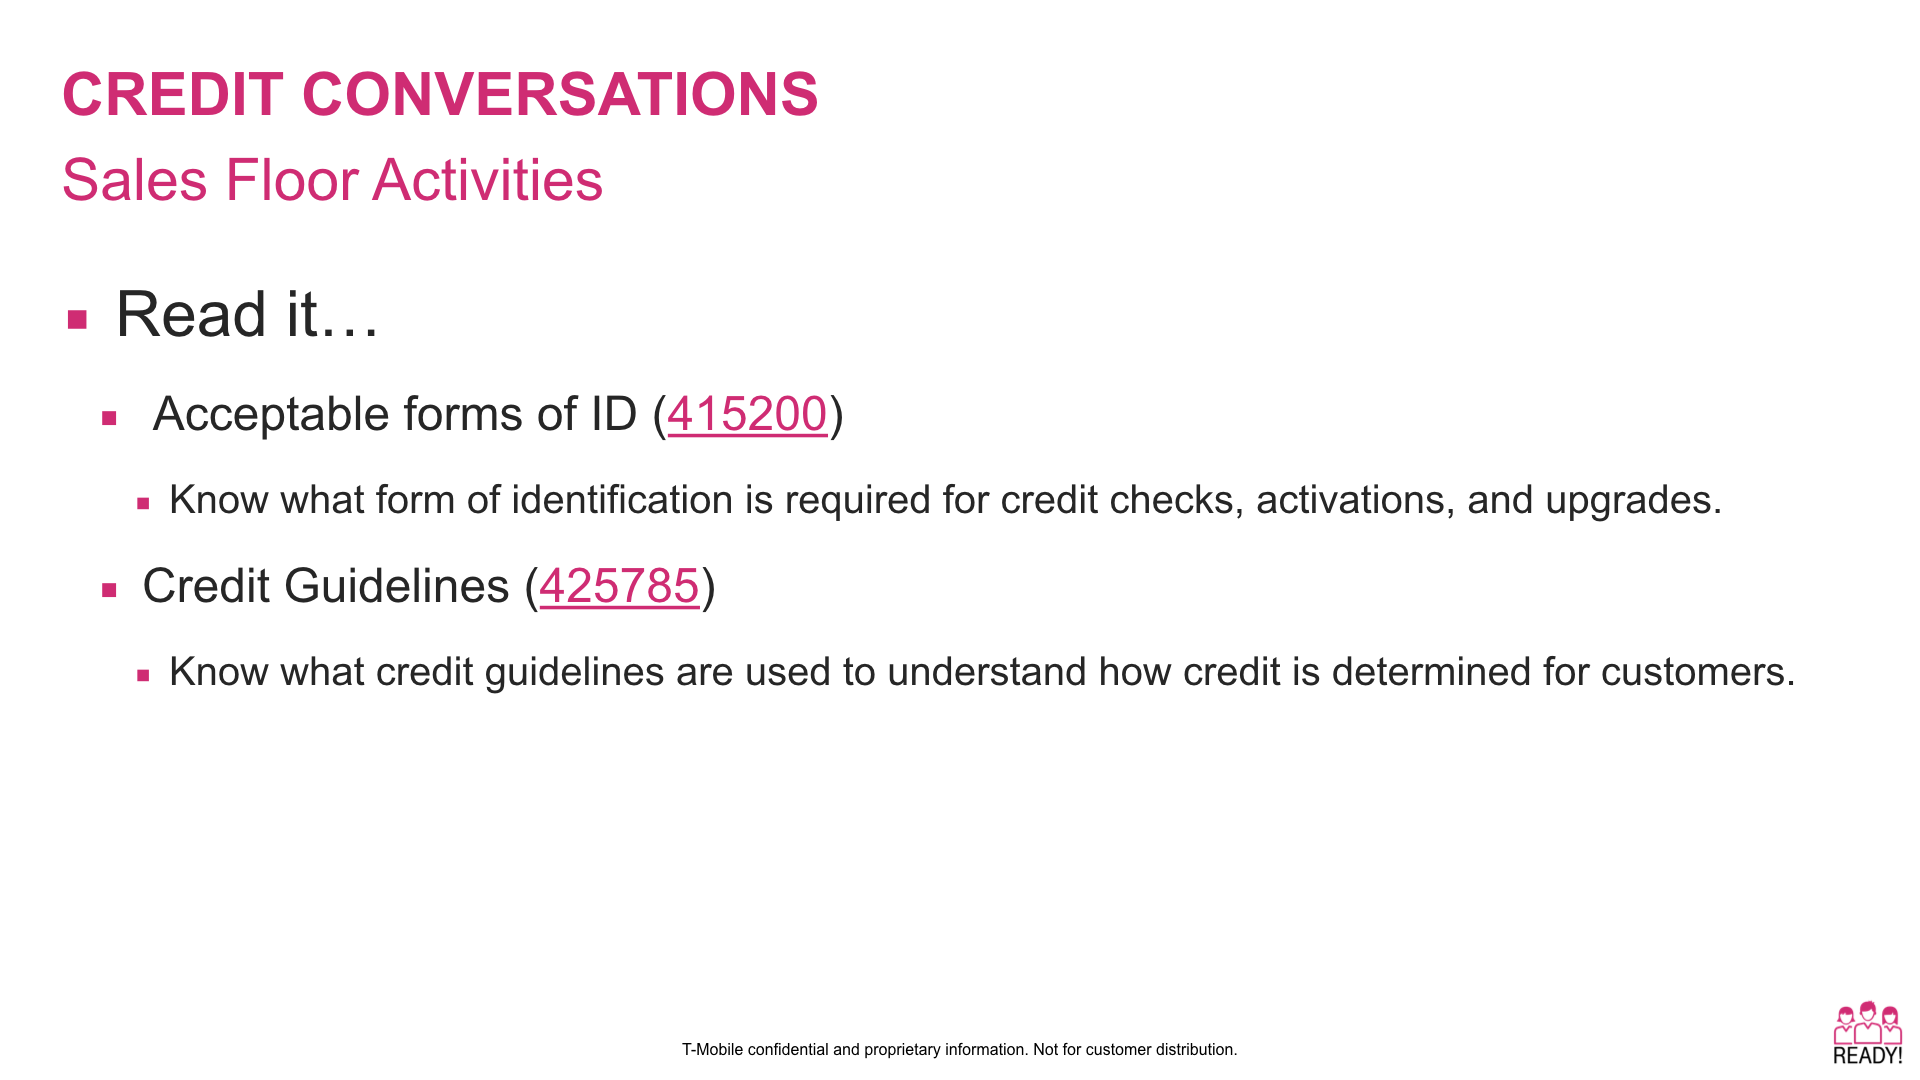 CREDIT CONVERSATIONS
Sales Floor Activities
Read it…
Acceptable forms of ID (415200)
Know what form of identification is required for credit checks, activations, and upgrades.
Credit Guidelines (425785)
Know what credit guidelines are used to understand how credit is determined for customers.
T-Mobile confidential and proprietary information. Not for customer distribution.
READY!